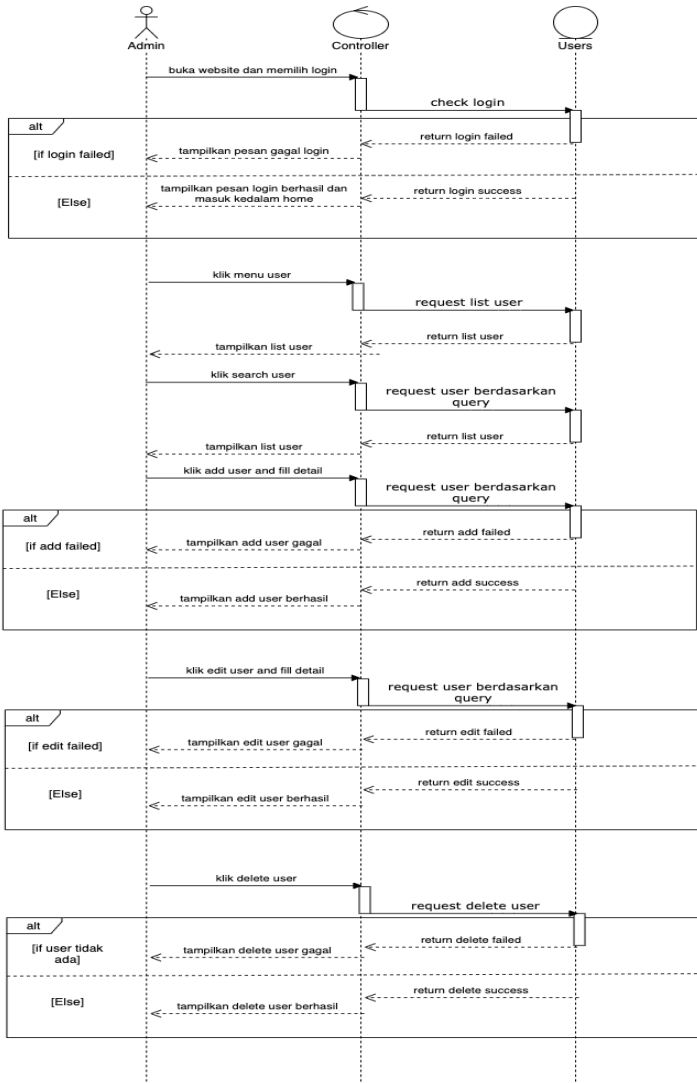 Admin
Controller
Users
buka website dan memilih login
check login
alt
return login failed
[if login failed]
tampilkan pesan gagal login
tampilkan pesan login berhasil dan
masuk kedalam home
return login success
[Else]
klik menu user
request list user
return list user
tampilkan list user
klik search user
request user berdasarkan
query
return list user
tampilkan list user
klik add user and fill detail
request user berdasarkan
query
alt
return add failed
[if add failed]
tampilkan add user gagal
return add success
[Else]
tampilkan add user berhasil
klik edit user and fill detail
request user berdasarkan
query
alt
return edit failed
[if edit failed]
tampilkan edit user gagal
return edit success
[Else]
tampilkan edit user berhasil
klik delete user
request delete user
alt
return delete failed
[if user tidak
ada]
tampilkan delete user gagal
return delete success
[Else]
tampilkan delete user berhasil